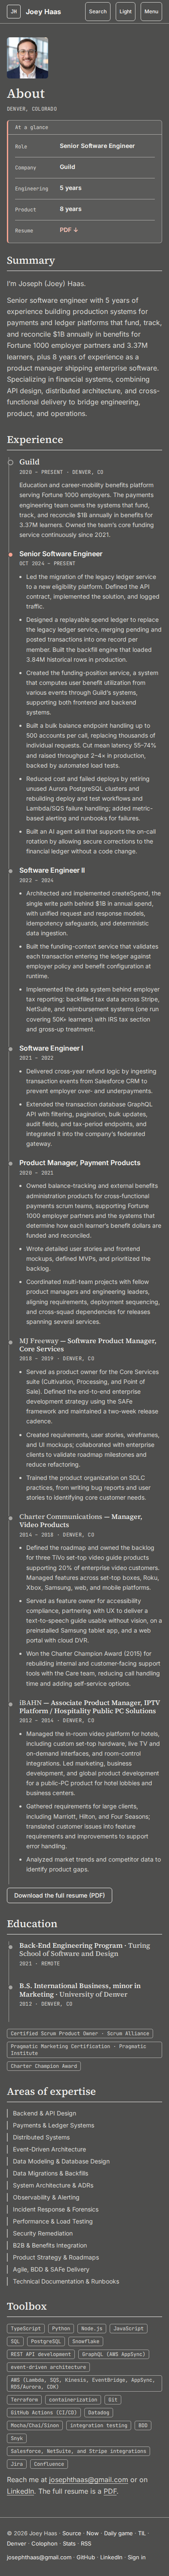 JH Joey Haas Search Light Menu
About
DENVER, COLORADO
At a glance
Role Senior Software Engineer
Company Guild
Engineering 5 years
Product 8 years
Resume PDF ↓
Summary
I'm Joseph (Joey) Haas.
Senior software engineer with 5 years of
experience building production systems for
payments and ledger platforms that fund, track,
and reconcile $1B annually in benefits for
Fortune 1000 employer partners and 3.37M
learners, plus 8 years of experience as a
product manager shipping enterprise software.
Specializing in financial systems, combining
API design, distributed architecture, and cross-
functional delivery to bridge engineering,
product, and operations.
Experience
Guild
2020 – PRESENT · DENVER, CO
Education and career-mobility benefits platform
serving Fortune 1000 employers. The payments
engineering team owns the systems that fund,
track, and reconcile $1B annually in benefits for
3.37M learners. Owned the team's core funding
service continuously since 2021.
Senior Software Engineer
OCT 2024 – PRESENT
• Led the migration of the legacy ledger service
to a new eligibility platform. Defined the API
contract, implemented the solution, and logged
traffic.
• Designed a replayable ledger spend to replace
the legacy ledger service, merging pending and
posted transactions into one record per
member. Built the backfill engine that loaded
3.84M historical rows in production.
• Created the funding-position service, a system
that computes user benefit utilization from
various events through Guild's services,
supporting both frontend and backend
systems.
• Built a bulk balance endpoint handling up to
500 accounts per call, replacing thousands of
individual requests. Cut mean latency 55–74%
and raised throughput 2–4× in production,
backed by automated load tests.
• Reduced cost and failed deploys by retiring
unused Aurora PostgreSQL clusters and
rebuilding deploy and test workflows and
Lambda/SQS failure handling; added metric-
based alerting and runbooks for failures.
• Built an AI agent skill that supports the on-call
rotation by allowing secure corrections to the
financial ledger without a code change.
Software Engineer II
2022 – 2024
• Architected and implemented createSpend, the
single write path behind $1B in annual spend,
with unified request and response models,
idempotency safeguards, and deterministic
data ingestion.
• Built the funding-context service that validates
each transaction entering the ledger against
employer policy and benefit configuration in
real time.
• Implemented the data system behind employer
tax reporting: backfilled tax data across Stripe,
NetSuite, and reimbursement systems (one run
covering 50K+ learners) with IRS tax section
and gross-up treatment.
Software Engineer I
2021 – 2022
• Delivered cross-year refund logic by ingesting
transaction events from Salesforce CRM to
prevent employer over- and underpayments.
• Extended the transaction database GraphQL
API with filtering, pagination, bulk updates,
audit fields, and tax-period endpoints, and
integrated it into the company's federated
gateway.
Product Manager, Payment Products
2020 – 2021
• Owned balance-tracking and external benefits
administration products for cross-functional
payments scrum teams, supporting Fortune
1000 employer partners and the systems that
determine how each learner's benefit dollars are
funded and reconciled.
• Wrote detailed user stories and frontend
mockups, defined MVPs, and prioritized the
backlog.
• Coordinated multi-team projects with fellow
product managers and engineering leaders,
aligning requirements, deployment sequencing,
and cross-team dependencies for releases
spanning several systems.
MJ Freeway — Software Product Manager,
Core Services
2018 – 2019 · DENVER, CO
• Served as product owner for the Core Services
suite (Cultivation, Processing, and Point of
Sale). Defined the end-to-end enterprise
development strategy using the SAFe
framework and maintained a two-week release
cadence.
• Created requirements, user stories, wireframes,
and UI mockups; collaborated with enterprise
clients to validate roadmap milestones and
reduce refactoring.
• Trained the product organization on SDLC
practices, from writing bug reports and user
stories to identifying core customer needs.
Charter Communications — Manager,
Video Products
2014 – 2018 · DENVER, CO
• Defined the roadmap and owned the backlog
for three TiVo set-top video guide products
supporting 20% of enterprise video customers.
Managed features across set-top boxes, Roku,
Xbox, Samsung, web, and mobile platforms.
• Served as feature owner for accessibility
compliance, partnering with UX to deliver a
text-to-speech guide usable without vision, on a
preinstalled Samsung tablet app, and a web
portal with cloud DVR.
• Won the Charter Champion Award (2015) for
rebuilding internal and customer-facing support
tools with the Care team, reducing call handling
time and adding self-service options.
iBAHN — Associate Product Manager, IPTV
Platform / Hospitality Public PC Solutions
2012 – 2014 · DENVER, CO
• Managed the in-room video platform for hotels,
including custom set-top hardware, live TV and
on-demand interfaces, and room-control
integrations. Led marketing, business
development, and global product development
for a public-PC product for hotel lobbies and
business centers.
• Gathered requirements for large clients,
including Marriott, Hilton, and Four Seasons;
translated customer issues into feature
requirements and improvements to support
error handling.
• Analyzed market trends and competitor data to
identify product gaps.
Download the full resume (PDF)
Education
Back-End Engineering Program · Turing
School of Software and Design
2021 · REMOTE
B.S. International Business, minor in
Marketing · University of Denver
2012 · DENVER, CO
Certified Scrum Product Owner · Scrum Alliance
Pragmatic Marketing Certification · Pragmatic
Institute
Charter Champion Award
Areas of expertise
Backend & API Design
Payments & Ledger Systems
Distributed Systems
Event-Driven Architecture
Data Modeling & Database Design
Data Migrations & Backfills
System Architecture & ADRs
Observability & Alerting
Incident Response & Forensics
Performance & Load Testing
Security Remediation
B2B & Benefits Integration
Product Strategy & Roadmaps
Agile, BDD & SAFe Delivery
Technical Documentation & Runbooks
Toolbox
TypeScript Python Node.js JavaScript
SQL PostgreSQL Snowflake
REST API development GraphQL (AWS AppSync)
event-driven architecture
AWS (Lambda, SQS, Kinesis, EventBridge, AppSync,
RDS/Aurora, CDK)
Terraform containerization Git
GitHub Actions (CI/CD) Datadog
Mocha/Chai/Sinon integration testing BDD
Snyk
Salesforce, NetSuite, and Stripe integrations
Jira Confluence
Reach me at josephthaas@gmail.com or on
LinkedIn. The full resume is a PDF.
© 2026 Joey Haas · Source · Now · Daily game · TIL ·
Denver · Colophon · Stats · RSS
josephthaas@gmail.com · GitHub · LinkedIn · Sign in